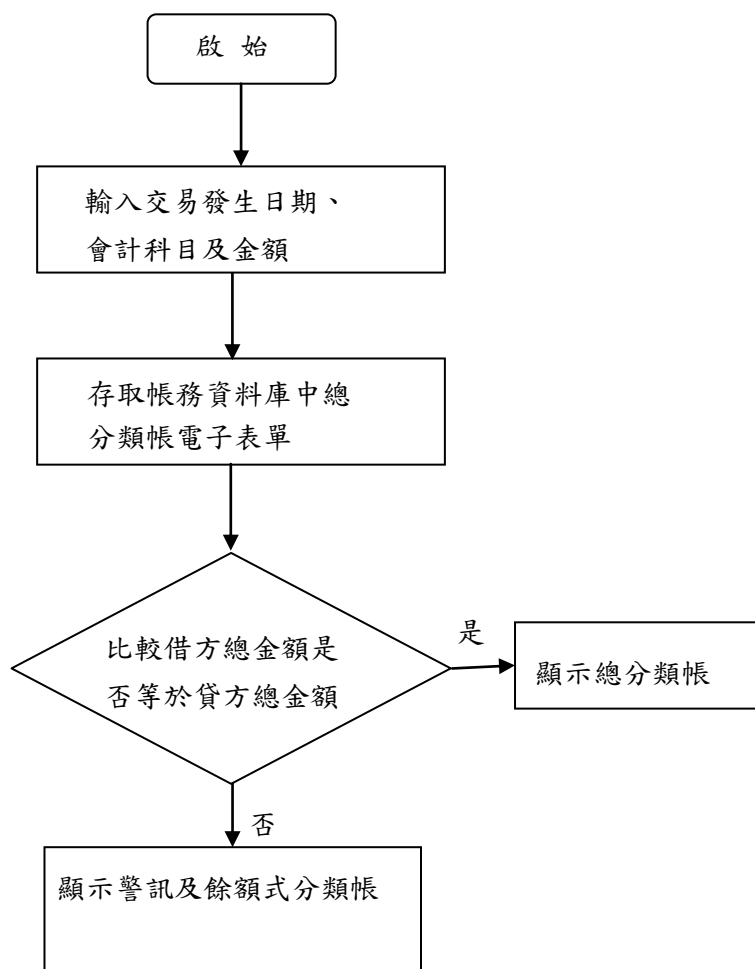 啟 始
輸入交易發生日期、
會計科目及金額
存取帳務資料庫中總
分類帳電子表單
比較借方總金額是
否等於貸方總金額
是
顯示總分類帳
否
顯示警訊及餘額式分類帳